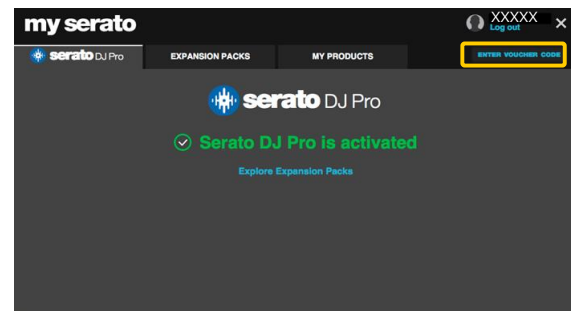 my serato
XXXXX
Log out
serato DJ Pro
EXPANSION PACKS
MY PRODUCTS
ENTER VOUCHER CODE
serato DJ Pro
Serato DJ Pro is activated
Explore Expansion Packs